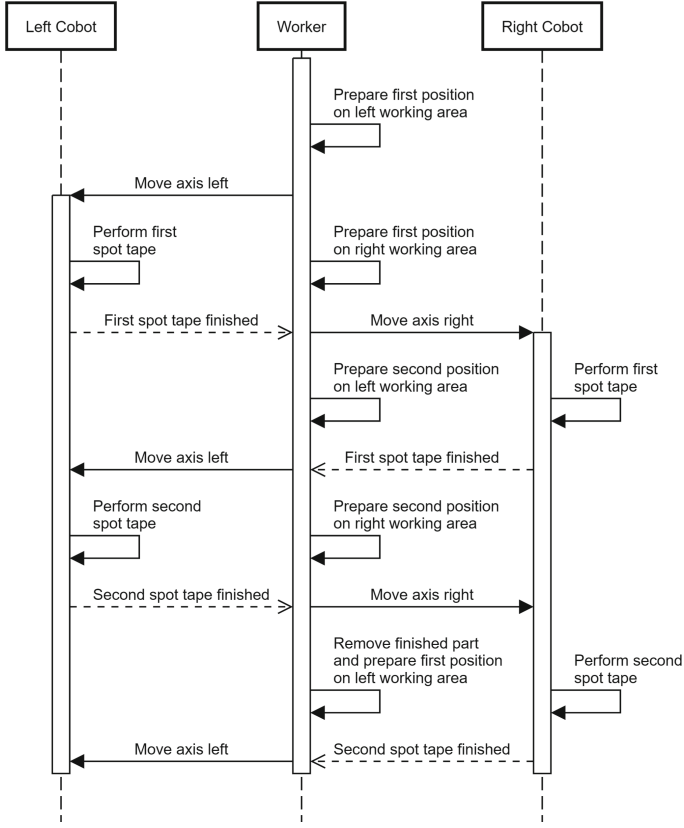 Left Cobot
Worker
Right Cobot
Prepare first position
on left working area
Move axis left
Perform first
spot tape
Prepare first position
on right working area
First spot tape finished
Move axis right
Prepare second position
on left working area
Perform first
spot tape
Move axis left
First spot tape finished
Perform second
spot tape
Prepare second position
on right working area
Second spot tape finished
Move axis right
Remove finished part
and prepare first position
on left working area
Perform second
spot tape
Move axis left
Second spot tape finished